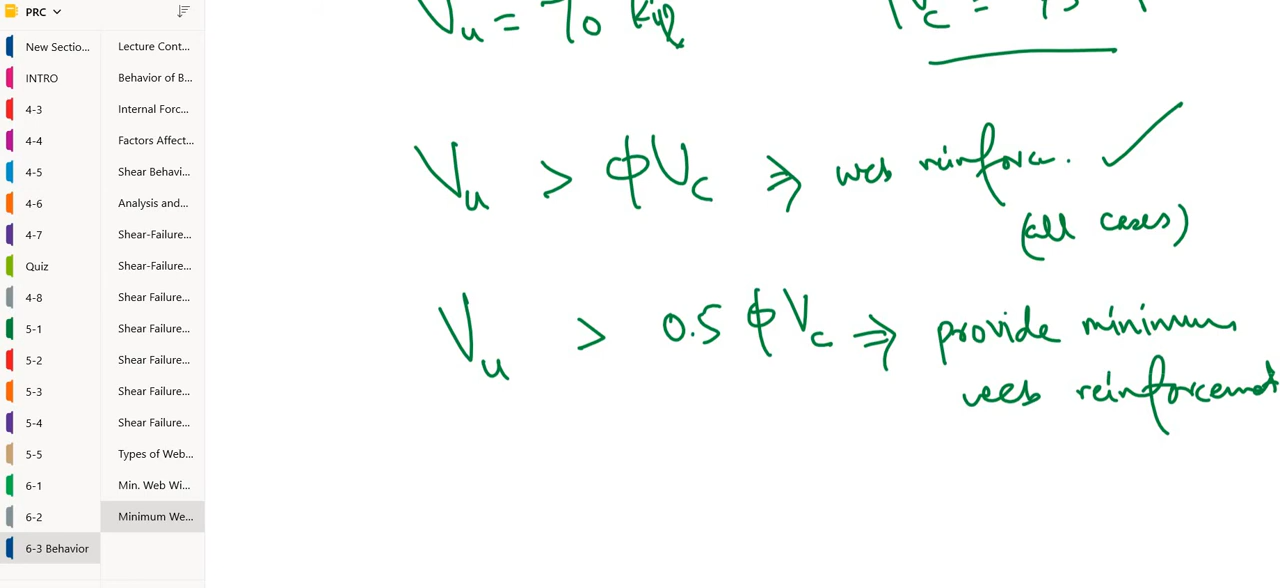 PRC
New Sectio...
INTRO
4-3
4-4
4-5
4-6
4-7
Quiz
4-8
5-1
5-2
5-3
5-4
5-5
6-1
6-2
6-3 Behavior
Lecture Cont...
Behavior of B...
Internal Forc...
Factors Affect...
Shear Behavi...
Analysis and...
Shear-Failure...
Shear-Failure...
Shear Failure...
Shear Failure...
Shear Failure...
Shear Failure...
Shear Failure...
Types of Web...
Min. Web Wi...
Minimum We...
Vu = 70 kip
Vu > ϕVc ⇒ web reinforce. ✓
(all cases)
Vu > 0.5 ϕVc ⇒ provide minimum
web reinforcement